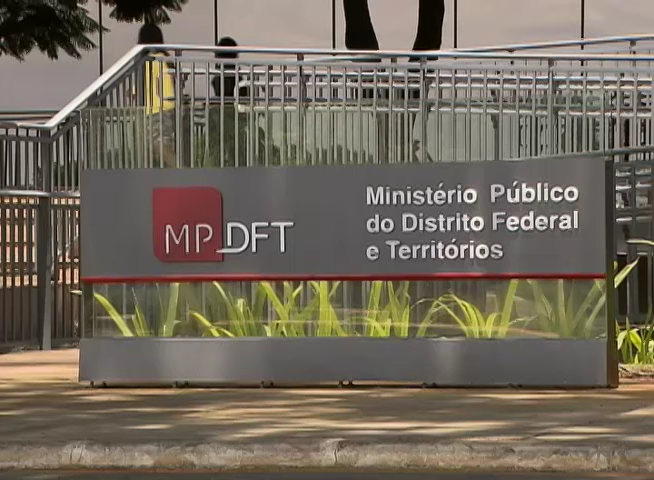 MPDFT
Ministério Público
do Distrito Federal
e Territórios